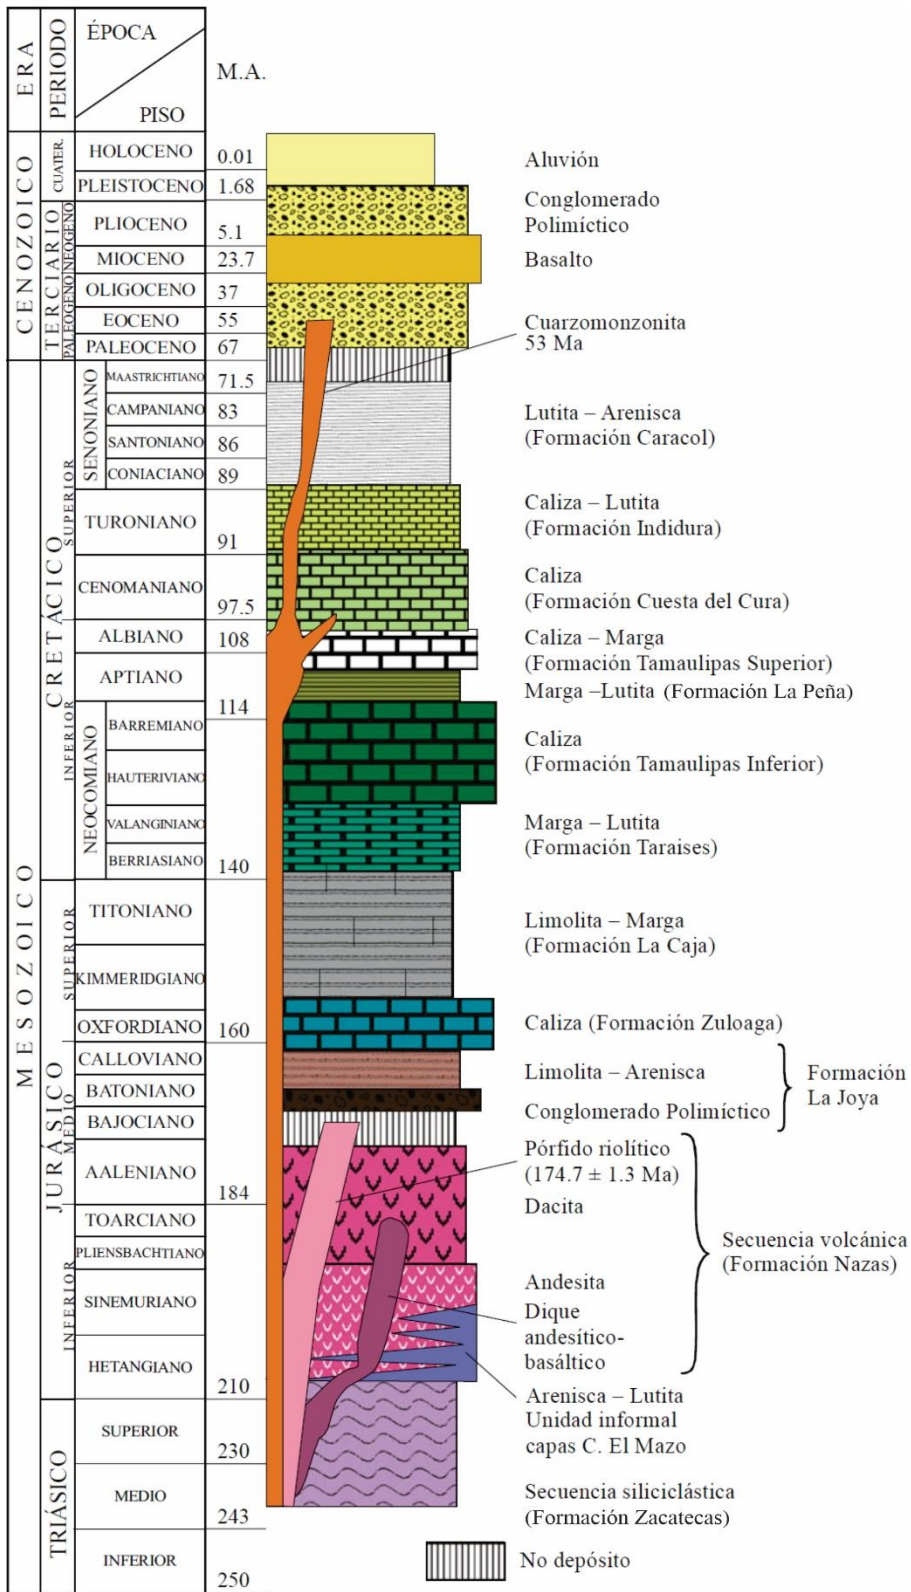 ERA
PERIODO
ÉPOCA
PISO
M.A.
CENOZOICO
CUATER.
TERCIARIO
NEOGENO
PALEOGENO
HOLOCENO 0.01
PLEISTOCENO 1.68
PLIOCENO 5.1
MIOCENO 23.7
OLIGOCENO 37
EOCENO 55
PALEOCENO 67
MESOZOICO
CRETÁCICO
SUPERIOR
SENONIANO
MAASTRICHTIANO 71.5
CAMPANIANO 83
SANTONIANO 86
CONIACIANO 89
TURONIANO 91
CENOMANIANO 97.5
INFERIOR
ALBIANO 108
APTIANO 114
NEOCOMIANO
BARREMIANO
HAUTERIVIANO
VALANGINIANO
BERRIASIANO 140
JURÁSICO
SUPERIOR
TITONIANO
KIMMERIDGIANO
OXFORDIANO 160
MEDIO
CALLOVIANO
BATONIANO
BAJOCIANO
AALENIANO 184
INFERIOR
TOARCIANO
PLIENSBACHTIANO
SINEMURIANO
HETANGIANO 210
TRIÁSICO
SUPERIOR 230
MEDIO 243
INFERIOR 250
Aluvión
Conglomerado
Polimíctico
Basalto
Cuarzomonzonita
53 Ma
Lutita – Arenisca
(Formación Caracol)
Caliza – Lutita
(Formación Indidura)
Caliza
(Formación Cuesta del Cura)
Caliza – Marga
(Formación Tamaulipas Superior)
Marga –Lutita (Formación La Peña)
Caliza
(Formación Tamaulipas Inferior)
Marga – Lutita
(Formación Taraises)
Limolita – Marga
(Formación La Caja)
Caliza (Formación Zuloaga)
Limolita – Arenisca
Conglomerado Polimíctico
Formación
La Joya
Pórfido riolítico
(174.7 ± 1.3 Ma)
Dacita
Andesita
Dique
andesítico-
basáltico
Secuencia volcánica
(Formación Nazas)
Arenisca – Lutita
Unidad informal
capas C. El Mazo
Secuencia siliciclástica
(Formación Zacatecas)
No depósito